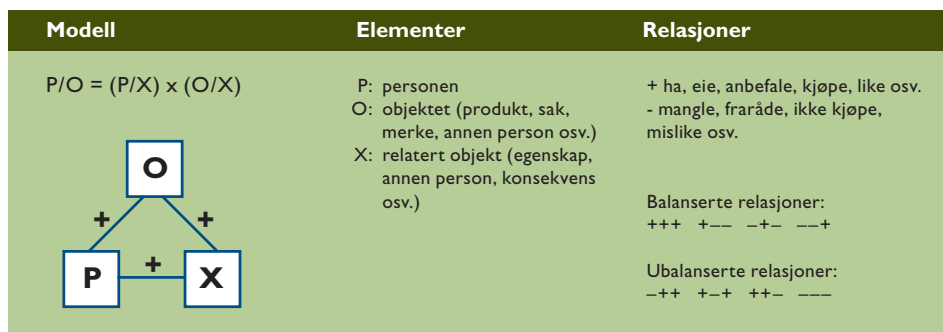 Modell
Elementer
Relasjoner
P/O = (P/X) x (O/X)
O
+
+
P
+
X
P: personen
O: objektet (produkt, sak,
merke, annen person osv.)
X: relatert objekt (egenskap,
annen person, konsekvens
osv.)
+ ha, eie, anbefale, kjøpe, like osv.
- mangle, fraråde, ikke kjøpe,
mislike osv.
Balanserte relasjoner:
+++ +−− −+− −−+
Ubalanserte relasjoner:
−++ +−+ ++− −−−